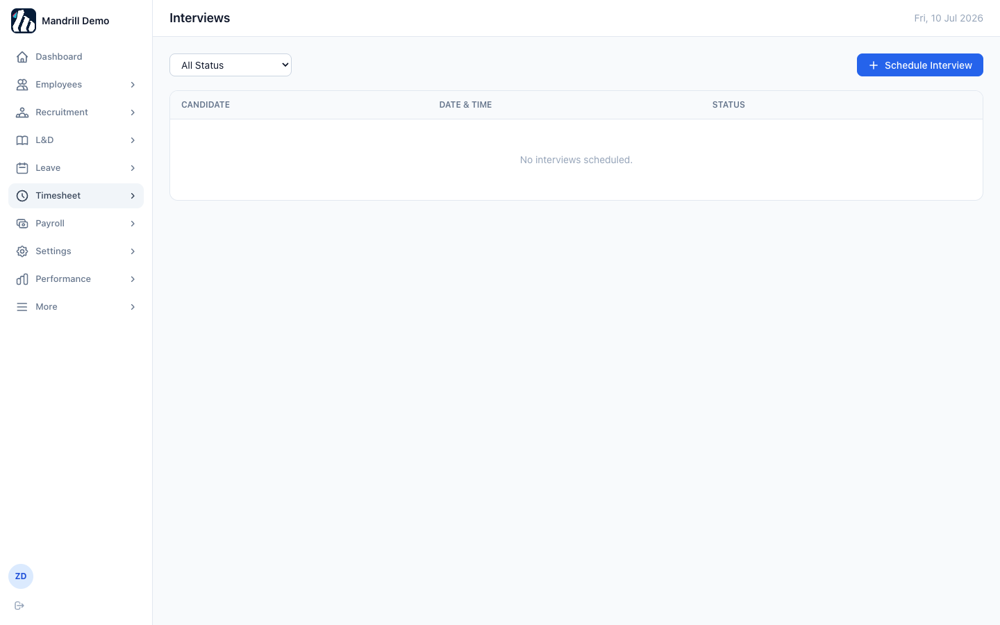 Mandrill Demo
Interviews
Fri, 10 Jul 2026
Dashboard
Employees
Recruitment
L&D
Leave
Timesheet
Payroll
Settings
Performance
More
All Status
Schedule Interview
CANDIDATE DATE & TIME STATUS
No interviews scheduled.
ZD